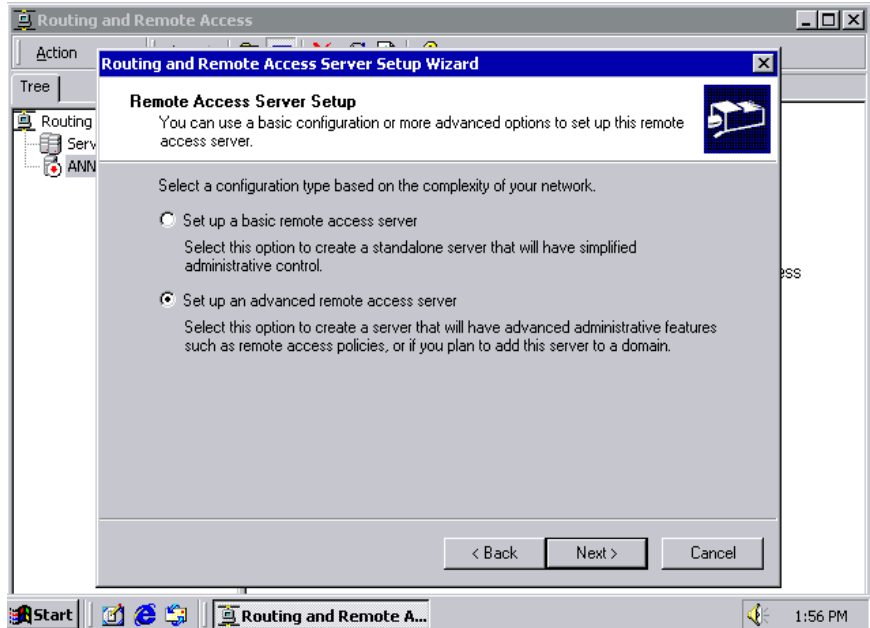 Routing and Remote Access
Action
Routing and Remote Access Server Setup Wizard
Tree
Remote Access Server Setup
You can use a basic configuration or more advanced options to set up this remote
access server.
Routing
Serv
ANN
Select a configuration type based on the complexity of your network.
Set up a basic remote access server
Select this option to create a standalone server that will have simplified
administrative control.
ess
Set up an advanced remote access server
Select this option to create a server that will have advanced administrative features
such as remote access policies, or if you plan to add this server to a domain.
< Back Next > Cancel
Start Routing and Remote A... 1:56 PM